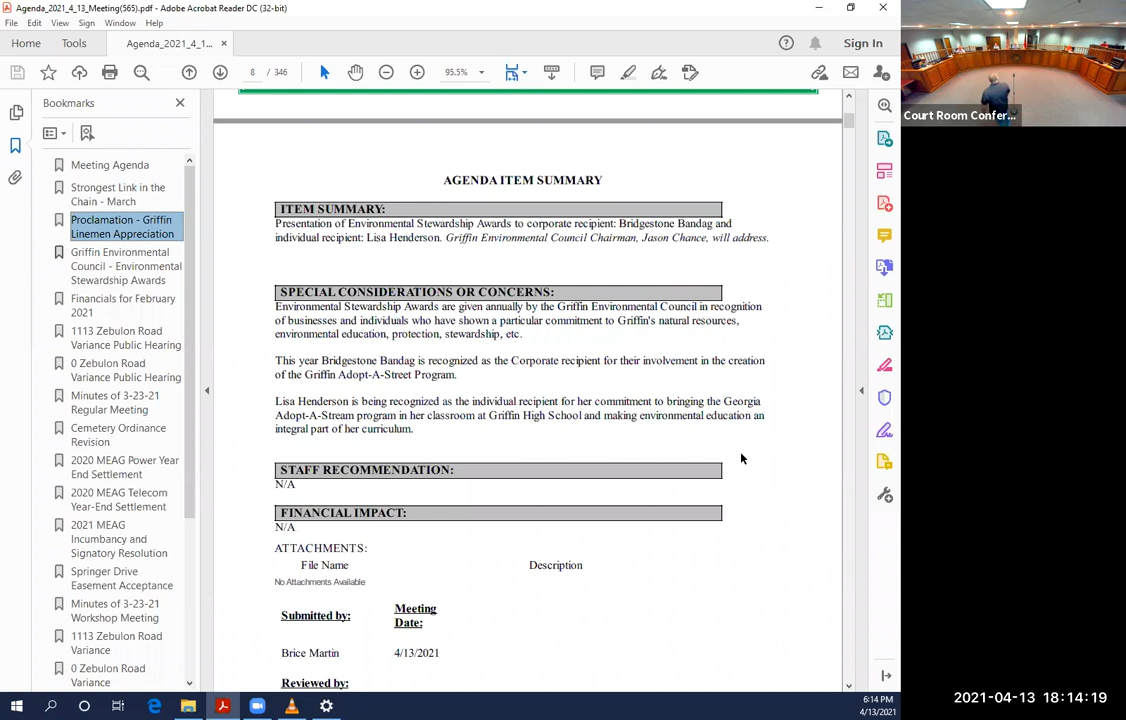 Agenda_2021_4_13_Meeting(565).pdf - Adobe Acrobat Reader DC (32-bit)
File Edit View Sign Window Help
Home Tools Agenda_2021_4_1... × Sign In
8 / 346 95.5%
Bookmarks
Meeting Agenda
Strongest Link in the
Chain - March
Proclamation - Griffin
Linemen Appreciation
Griffin Environmental
Council - Environmental
Stewardship Awards
Financials for February
2021
1113 Zebulon Road
Variance Public Hearing
0 Zebulon Road
Variance Public Hearing
Minutes of 3-23-21
Regular Meeting
Cemetery Ordinance
Revision
2020 MEAG Power Year
End Settlement
2020 MEAG Telecom
Year-End Settlement
2021 MEAG
Incumbancy and
Signatory Resolution
Springer Drive
Easement Acceptance
Minutes of 3-23-21
Workshop Meeting
1113 Zebulon Road
Variance
0 Zebulon Road
Variance
AGENDA ITEM SUMMARY
ITEM SUMMARY:
Presentation of Environmental Stewardship Awards to corporate recipient: Bridgestone Bandag and
individual recipient: Lisa Henderson. Griffin Environmental Council Chairman, Jason Chance, will address.
SPECIAL CONSIDERATIONS OR CONCERNS:
Environmental Stewardship Awards are given annually by the Griffin Environmental Council in recognition
of businesses and individuals who have shown a particular commitment to Griffin's natural resources,
environmental education, protection, stewardship, etc.
This year Bridgestone Bandag is recognized as the Corporate recipient for their involvement in the creation
of the Griffin Adopt-A-Street Program.
Lisa Henderson is being recognized as the individual recipient for her commitment to bringing the Georgia
Adopt-A-Stream program in her classroom at Griffin High School and making environmental education an
integral part of her curriculum.
STAFF RECOMMENDATION:
N/A
FINANCIAL IMPACT:
N/A
ATTACHMENTS:
File Name Description
No Attachments Available
Submitted by: Meeting
Date:
Brice Martin 4/13/2021
Reviewed by:
Court Room Confer...
6:14 PM
4/13/2021
2021-04-13 18:14:19